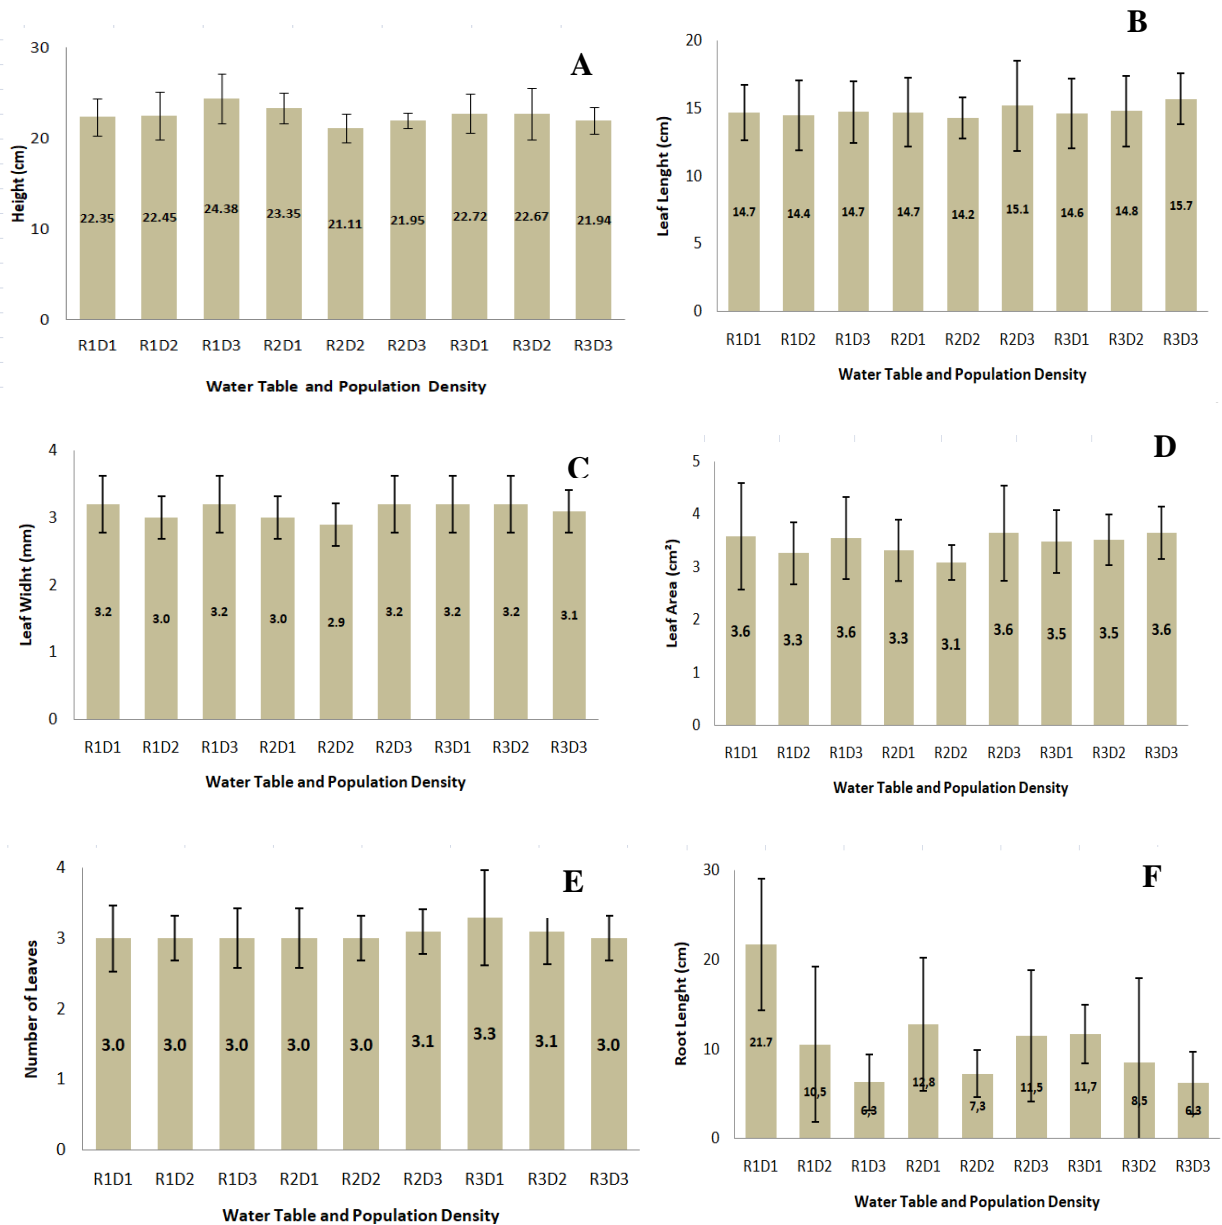 A
Height (cm)
30
20
10
0
22.35 22.45 24.38 23.35 21.11 21.95 22.72 22.67 21.94
R1D1 R1D2 R1D3 R2D1 R2D2 R2D3 R3D1 R3D2 R3D3
Water Table and Population Density
B
Leaf Lenght (cm)
20
15
10
5
0
14.7 14.4 14.7 14.7 14.2 15.1 14.6 14.8 15.7
R1D1 R1D2 R1D3 R2D1 R2D2 R2D3 R3D1 R3D2 R3D3
Water Table and Population Density
C
Leaf Widht (mm)
4
3
2
1
0
3.2 3.0 3.2 3.0 2.9 3.2 3.2 3.2 3.1
R1D1 R1D2 R1D3 R2D1 R2D2 R2D3 R3D1 R3D2 R3D3
Water Table and Population Density
D
Leaf Area (cm²)
5
4
3
2
1
0
3.6 3.3 3.6 3.3 3.1 3.6 3.5 3.5 3.6
R1D1 R1D2 R1D3 R2D1 R2D2 R2D3 R3D1 R3D2 R3D3
Water Table and Population Density
E
Number of Leaves
4
3
2
1
0
3.0 3.0 3.0 3.0 3.0 3.1 3.3 3.1 3.0
R1D1 R1D2 R1D3 R2D1 R2D2 R2D3 R3D1 R3D2 R3D3
Water Table and Population Density
F
Root Lenght (cm)
30
20
10
0
21.7 10,5 6,3 12,8 7,3 11,5 11,7 8,5 6,3
R1D1 R1D2 R1D3 R2D1 R2D2 R2D3 R3D1 R3D2 R3D3
Water Table and Population Density